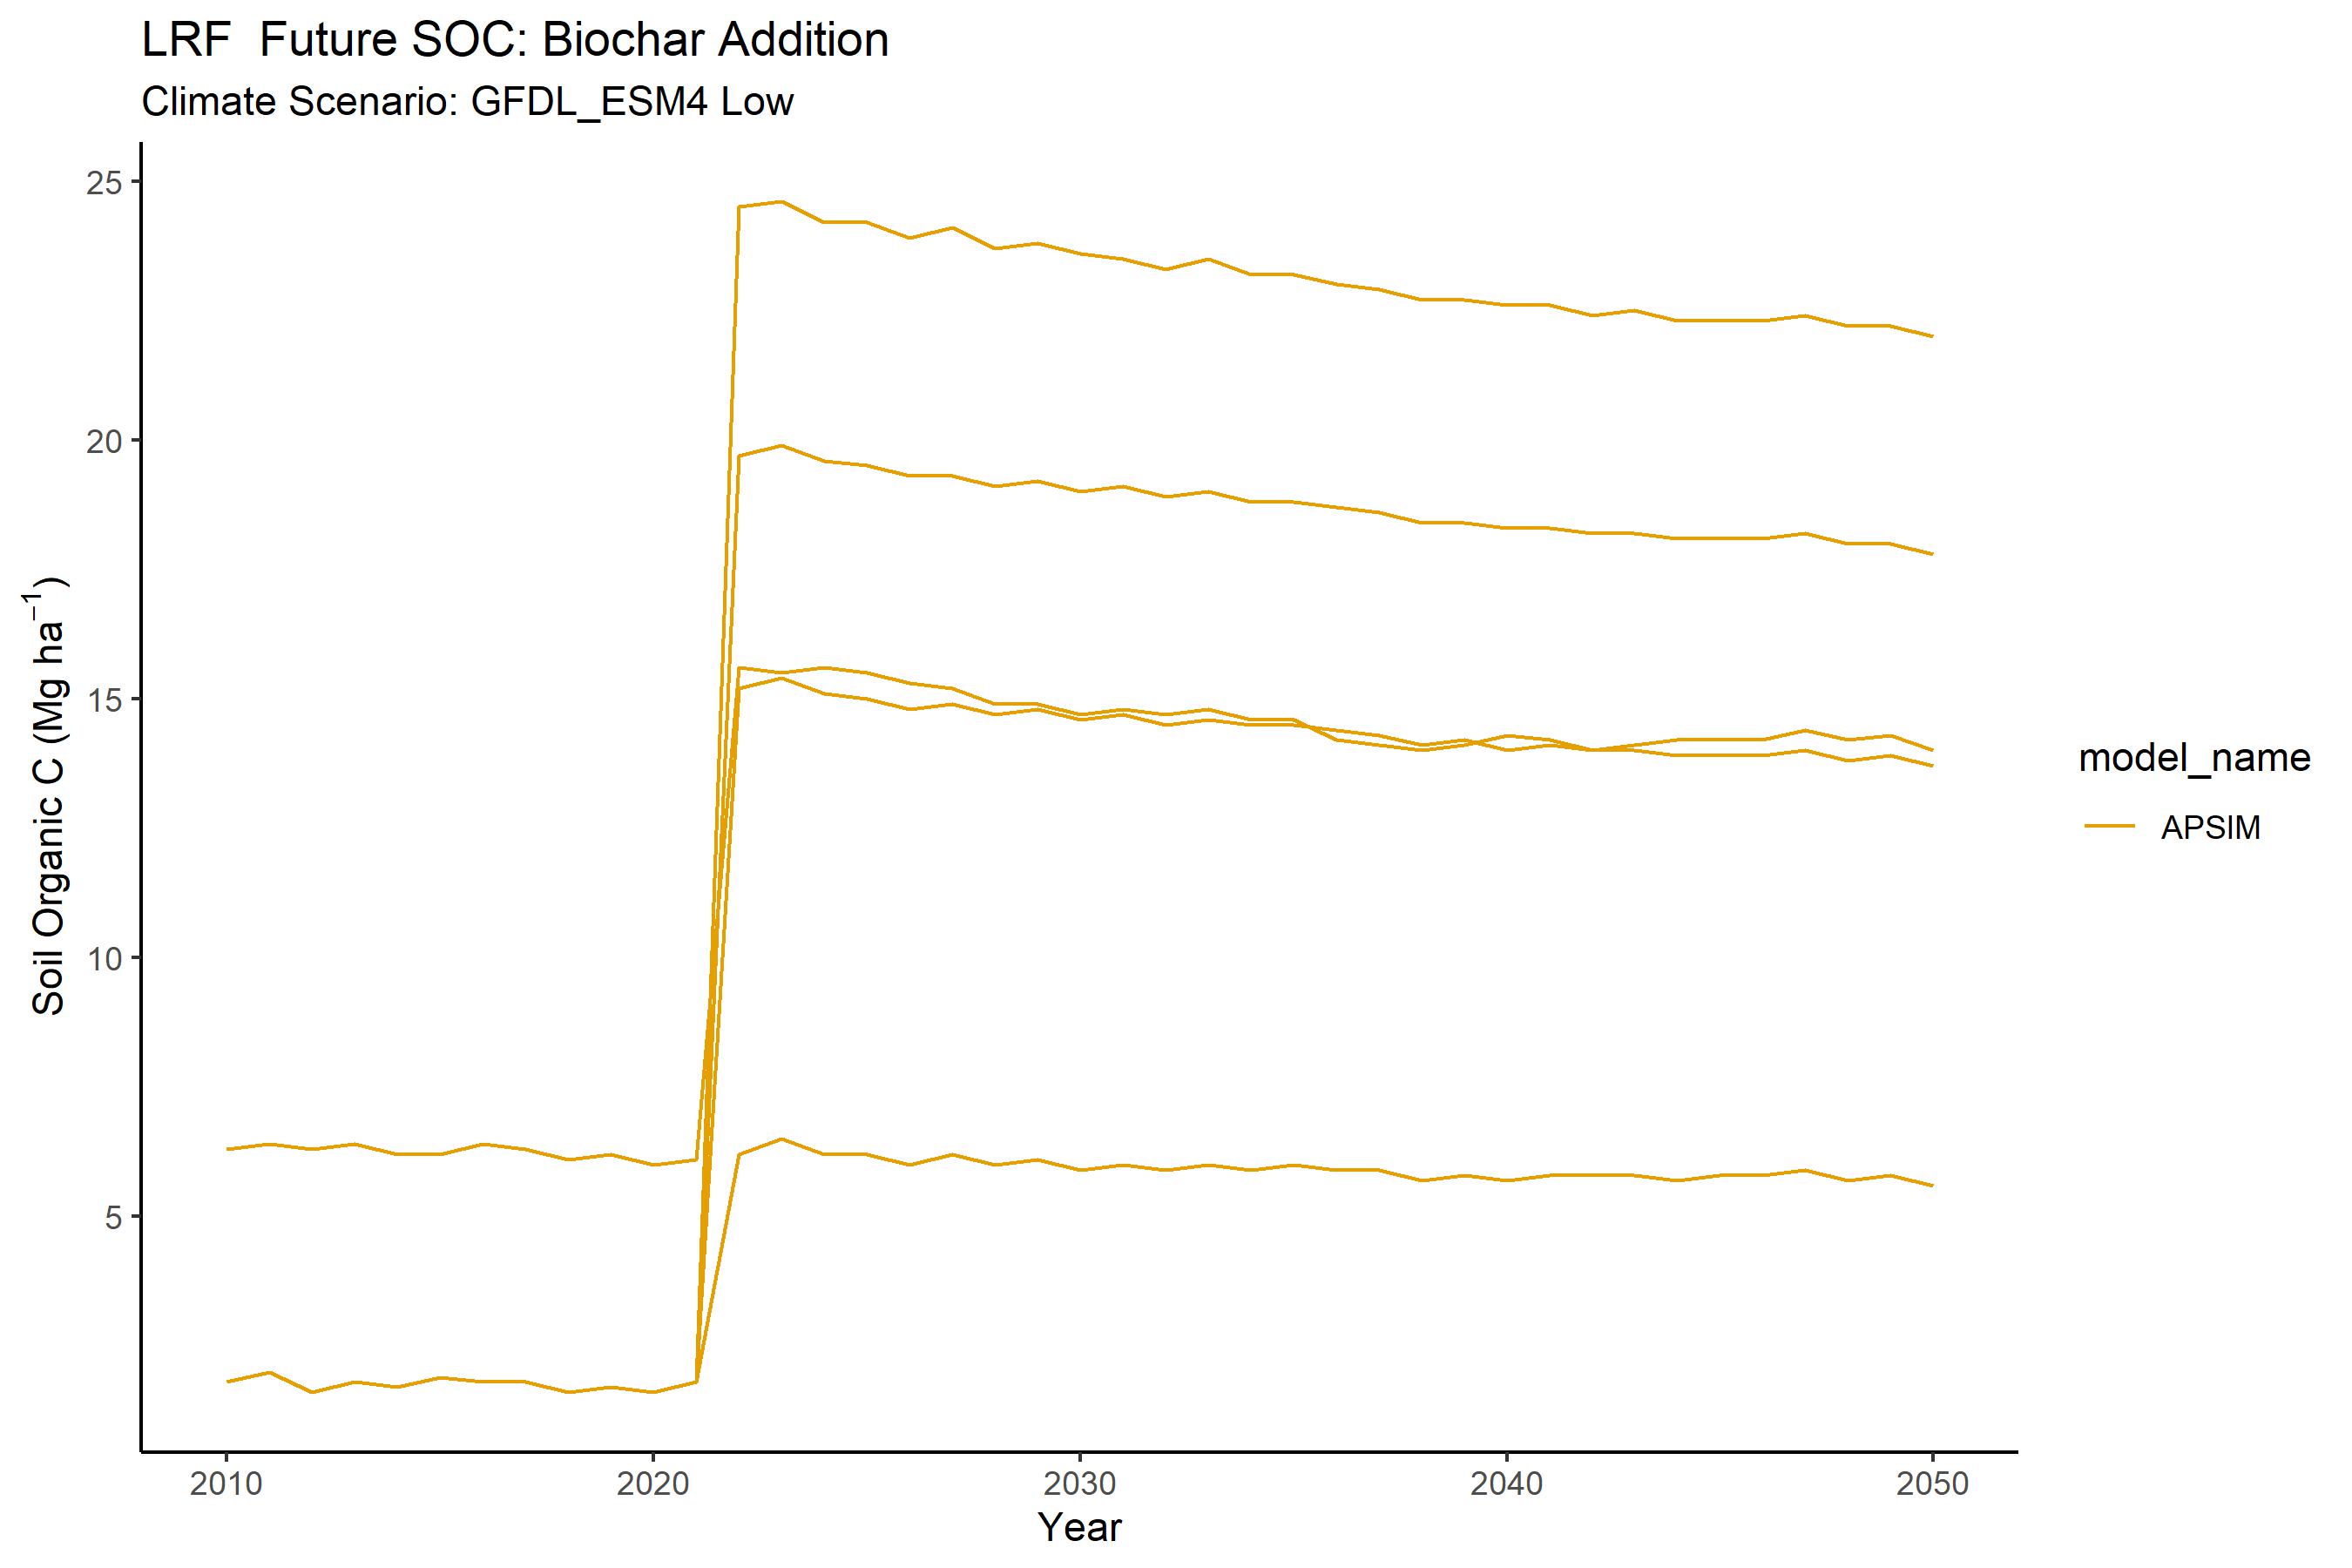 LRF  Future SOC: Biochar Addition
Climate Scenario: GFDL_ESM4 Low
Soil Organic C (Mg ha⁻¹)
25
20
15
10
5
2010
2020
2030
2040
2050
Year
model_name
APSIM